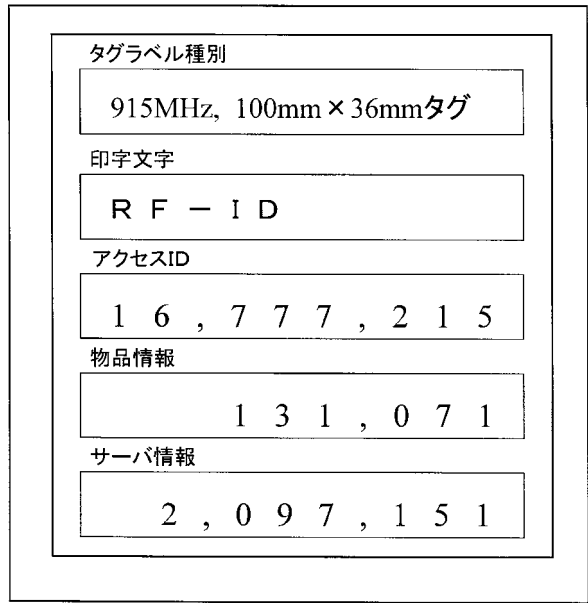 タグラベル種別
915MHz, 100mm×36mmタグ
印字文字
ＲＦ－ＩＤ
アクセスID
16,777,215
物品情報
131,071
サーバ情報
2,097,151